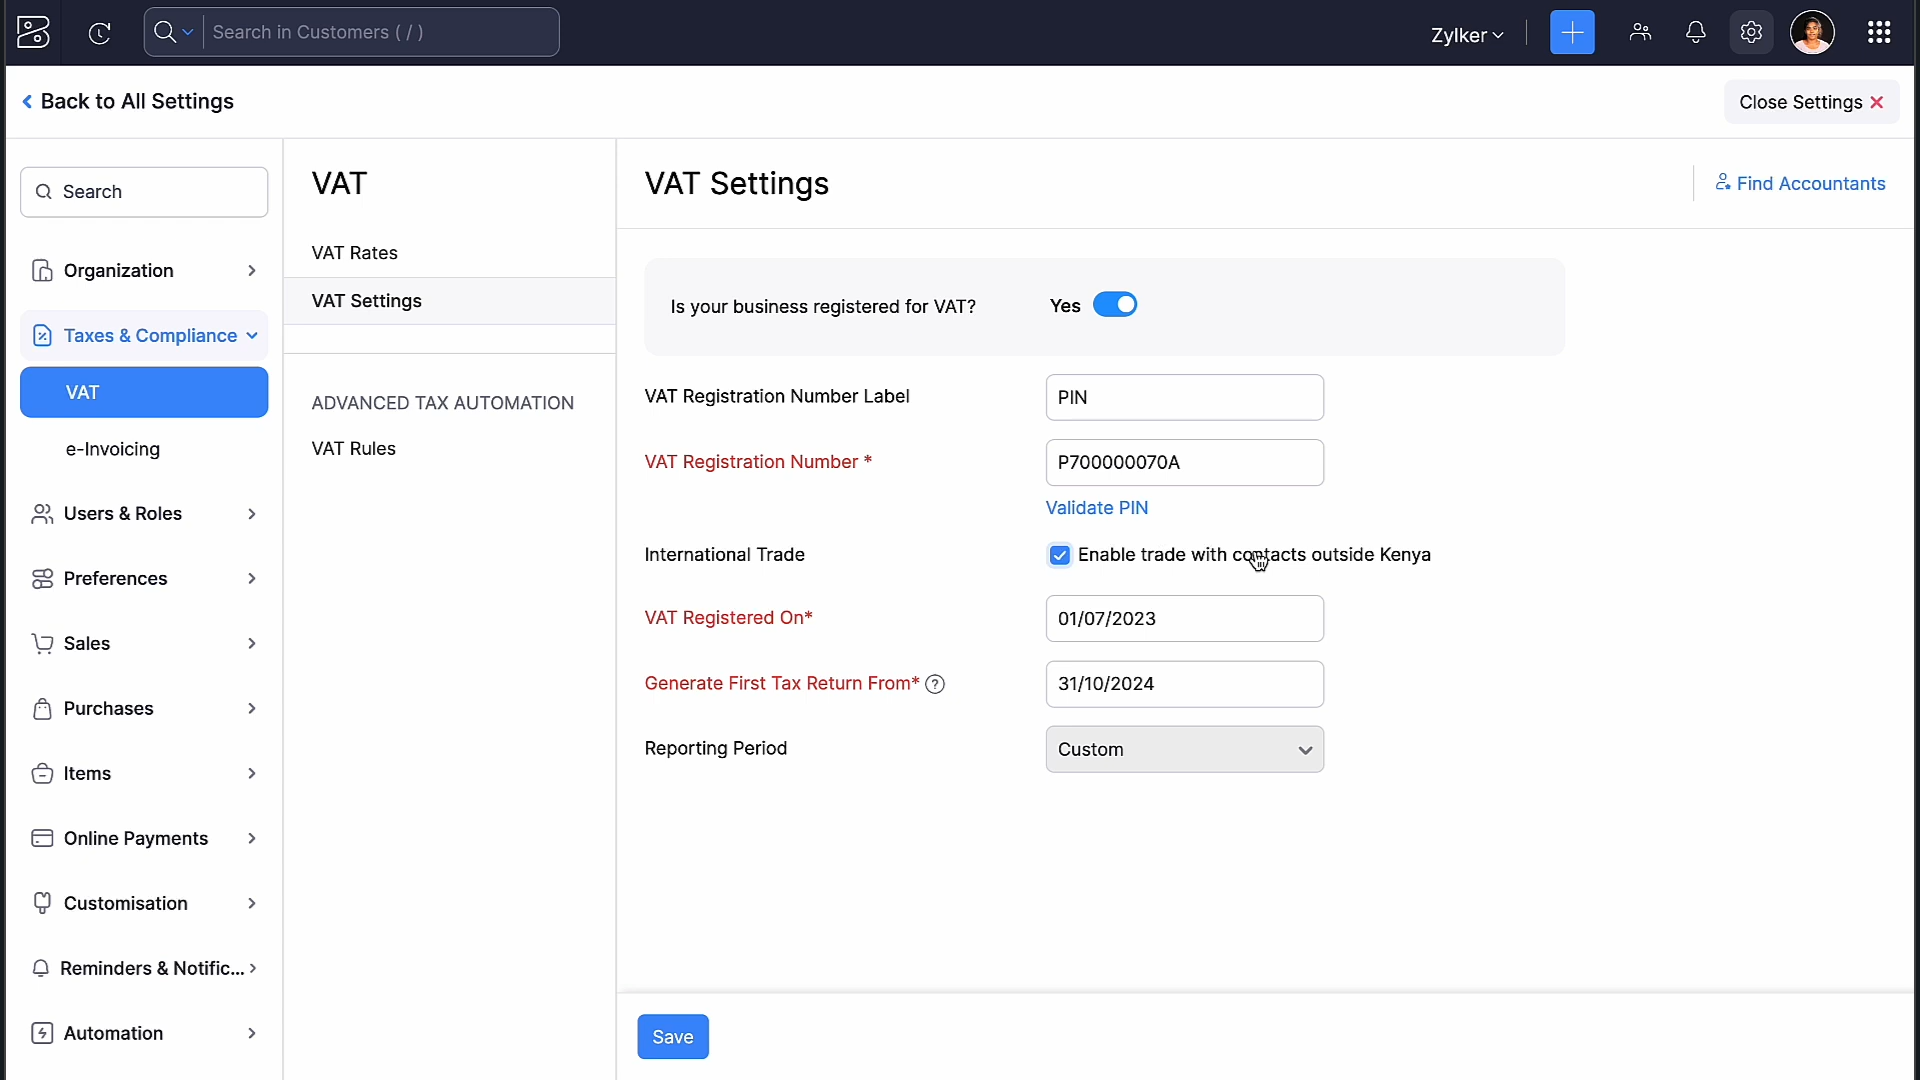 Search in Customers ( / )
Zylker
Back to All Settings
Close Settings
Search
Organization
Taxes & Compliance
VAT
e-Invoicing
Users & Roles
Preferences
Sales
Purchases
Items
Online Payments
Customisation
Reminders & Notific...
Automation
VAT
VAT Rates
VAT Settings
ADVANCED TAX AUTOMATION
VAT Rules
VAT Settings
Find Accountants
Is your business registered for VAT? Yes
VAT Registration Number Label PIN
VAT Registration Number * P700000070A
Validate PIN
International Trade Enable trade with contacts outside Kenya
VAT Registered On* 01/07/2023
Generate First Tax Return From* ? 31/10/2024
Reporting Period Custom
Save